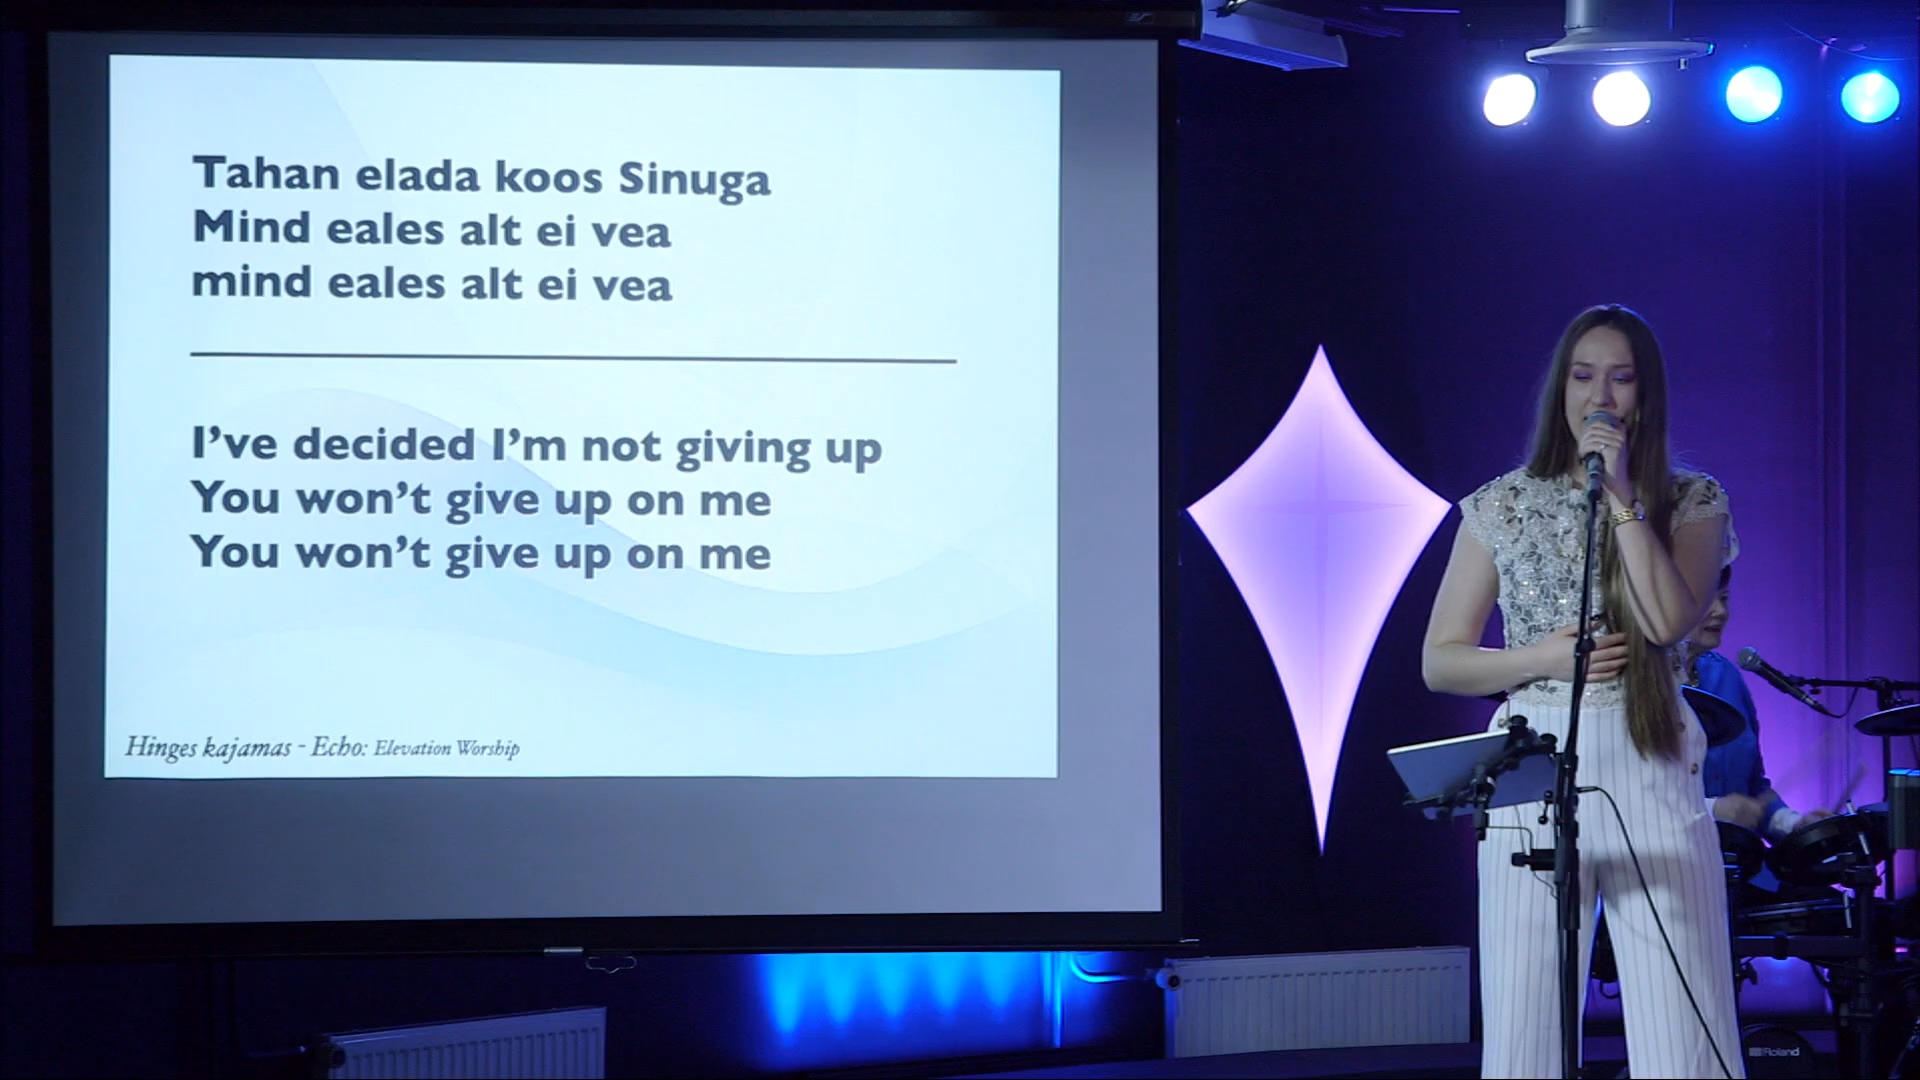 Tahan elada koos Sinuga
Mind eales alt ei vea
mind eales alt ei vea
I've decided I'm not giving up
You won't give up on me
You won't give up on me
Hinges kajamas - Echo: Elevation Worship
Roland